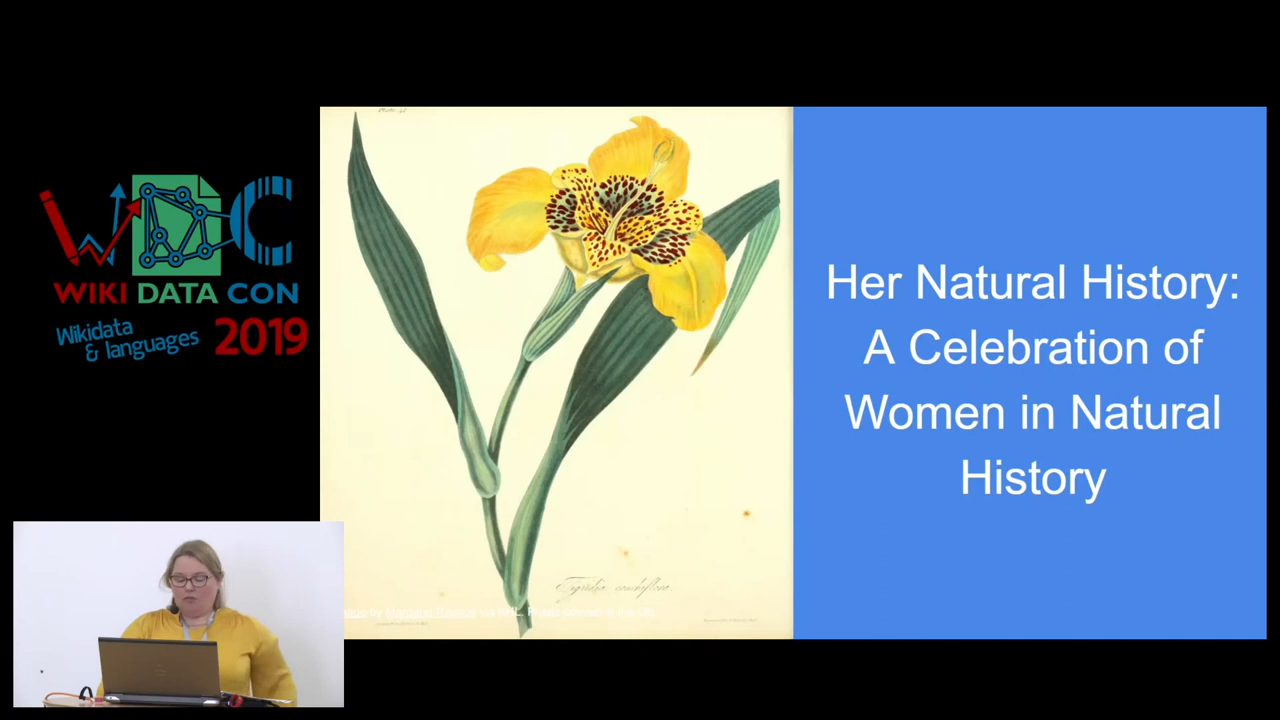 WIKI DATA CON
Wikidata
& languages
2019
Her Natural History:
A Celebration of
Women in Natural
History